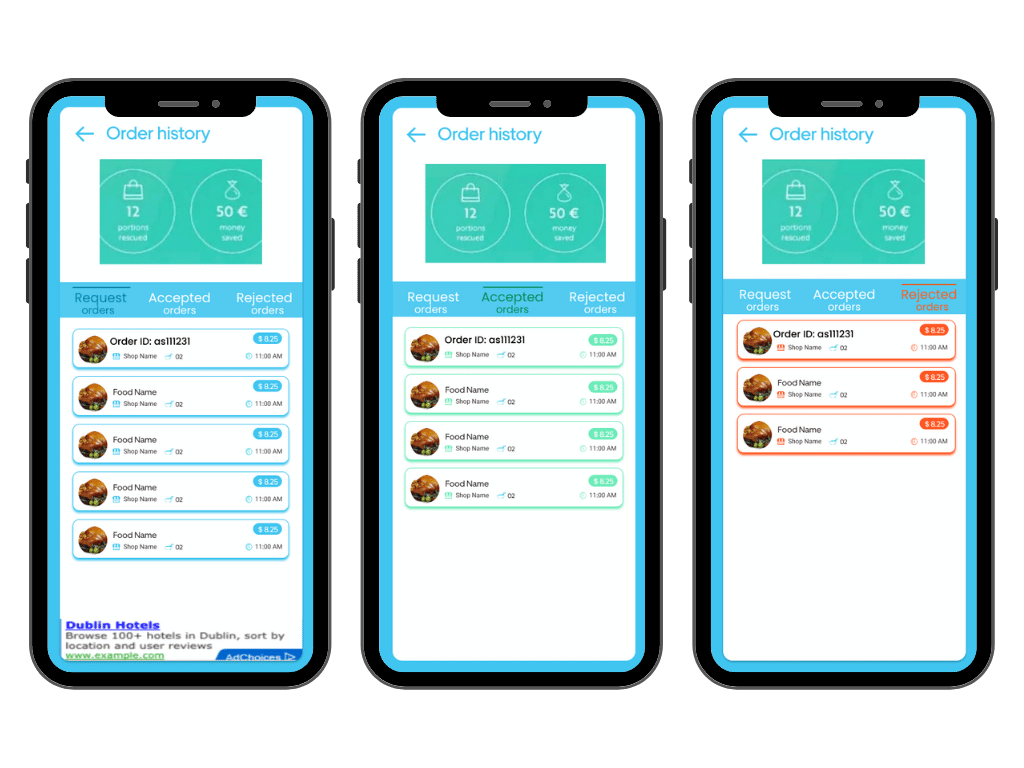 Order history
12
portions
rescued
50 €
money
saved
Request
orders
Accepted
orders
Rejected
orders
Order ID: as111231
$ 8.25
Shop Name
02
11:00 AM
Food Name
$ 8.25
Shop Name
02
11:00 AM
Food Name
$ 8.25
Shop Name
02
11:00 AM
Food Name
$ 8.25
Shop Name
02
11:00 AM
Food Name
$ 8.25
Shop Name
02
11:00 AM
Dublin Hotels
Browse 100+ hotels in Dublin, sort by
location and user reviews
www.example.com
AdChoices
Order history
12
portions
rescued
50 €
money
saved
Request
orders
Accepted
orders
Rejected
orders
Order ID: as111231
$ 8.25
Shop Name
02
11:00 AM
Food Name
$ 8.25
Shop Name
02
11:00 AM
Food Name
$ 8.25
Shop Name
02
11:00 AM
Food Name
$ 8.25
Shop Name
02
11:00 AM
Order history
12
portions
rescued
50 €
money
saved
Request
orders
Accepted
orders
Rejected
orders
Order ID: as111231
$ 8.25
Shop Name
02
11:00 AM
Food Name
$ 8.25
Shop Name
02
11:00 AM
Food Name
$ 8.25
Shop Name
02
11:00 AM